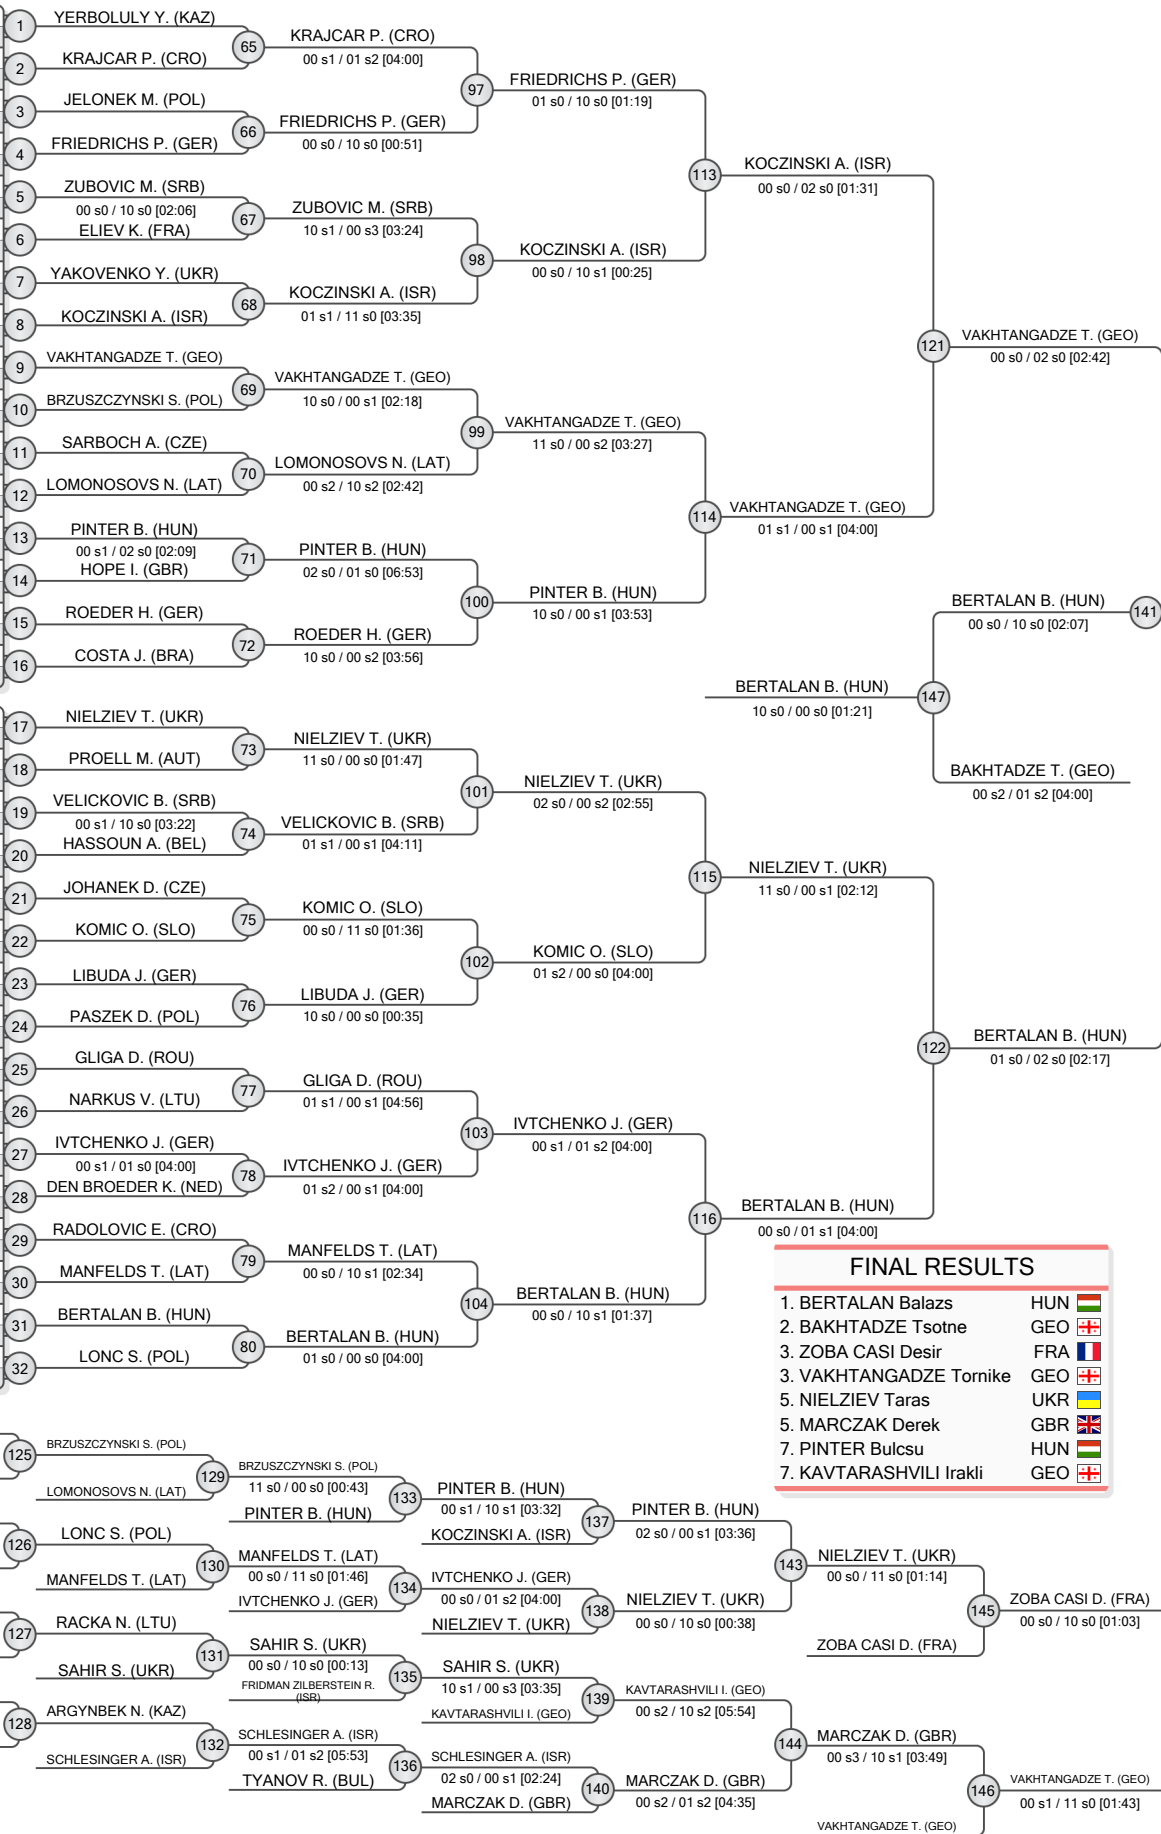 1 YERBOLULY Y. (KAZ)
2 KRAJCAR P. (CRO)
65 KRAJCAR P. (CRO)
00 s1 / 01 s2 [04:00]
3 JELONEK M. (POL)
4 FRIEDRICHS P. (GER)
66 FRIEDRICHS P. (GER)
00 s0 / 10 s0 [00:51]
97 FRIEDRICHS P. (GER)
01 s0 / 10 s0 [01:19]
5 ZUBOVIC M. (SRB)
00 s0 / 10 s0 [02:06]
6 ELIEV K. (FRA)
67 ZUBOVIC M. (SRB)
10 s1 / 00 s3 [03:24]
7 YAKOVENKO Y. (UKR)
8 KOCZINSKI A. (ISR)
68 KOCZINSKI A. (ISR)
01 s1 / 11 s0 [03:35]
98 KOCZINSKI A. (ISR)
00 s0 / 10 s1 [00:25]
113 KOCZINSKI A. (ISR)
00 s0 / 02 s0 [01:31]
9 VAKHTANGADZE T. (GEO)
10 BRZUSZCZYNSKI S. (POL)
69 VAKHTANGADZE T. (GEO)
10 s0 / 00 s1 [02:18]
11 SARBOCH A. (CZE)
12 LOMONOSOVS N. (LAT)
70 LOMONOSOVS N. (LAT)
00 s2 / 10 s2 [02:42]
99 VAKHTANGADZE T. (GEO)
11 s0 / 00 s2 [03:27]
13 PINTER B. (HUN)
00 s1 / 02 s0 [02:09]
14 HOPE I. (GBR)
71 PINTER B. (HUN)
02 s0 / 01 s0 [06:53]
15 ROEDER H. (GER)
16 COSTA J. (BRA)
72 ROEDER H. (GER)
10 s0 / 00 s2 [03:56]
100 PINTER B. (HUN)
10 s0 / 00 s1 [03:53]
114 VAKHTANGADZE T. (GEO)
01 s1 / 00 s1 [04:00]
121 VAKHTANGADZE T. (GEO)
00 s0 / 02 s0 [02:42]
BERTALAN B. (HUN) 141
00 s0 / 10 s0 [02:07]
BERTALAN B. (HUN) 147
10 s0 / 00 s0 [01:21]
BAKHTADZE T. (GEO)
00 s2 / 01 s2 [04:00]
17 NIELZIEV T. (UKR)
18 PROELL M. (AUT)
73 NIELZIEV T. (UKR)
11 s0 / 00 s0 [01:47]
19 VELICKOVIC B. (SRB)
00 s1 / 10 s0 [03:22]
20 HASSOUN A. (BEL)
74 VELICKOVIC B. (SRB)
01 s1 / 00 s1 [04:11]
101 NIELZIEV T. (UKR)
02 s0 / 00 s2 [02:55]
21 JOHANEK D. (CZE)
22 KOMIC O. (SLO)
75 KOMIC O. (SLO)
00 s0 / 11 s0 [01:36]
23 LIBUDA J. (GER)
24 PASZEK D. (POL)
76 LIBUDA J. (GER)
10 s0 / 00 s0 [00:35]
102 KOMIC O. (SLO)
01 s2 / 00 s0 [04:00]
115 NIELZIEV T. (UKR)
11 s0 / 00 s1 [02:12]
25 GLIGA D. (ROU)
26 NARKUS V. (LTU)
77 GLIGA D. (ROU)
01 s1 / 00 s1 [04:56]
27 IVTCHENKO J. (GER)
00 s1 / 01 s0 [04:00]
28 DEN BROEDER K. (NED)
78 IVTCHENKO J. (GER)
01 s2 / 00 s1 [04:00]
103 IVTCHENKO J. (GER)
00 s1 / 01 s2 [04:00]
29 RADOLOVIC E. (CRO)
30 MANFELDS T. (LAT)
79 MANFELDS T. (LAT)
00 s0 / 10 s1 [02:34]
31 BERTALAN B. (HUN)
32 LONC S. (POL)
80 BERTALAN B. (HUN)
01 s0 / 00 s0 [04:00]
104 BERTALAN B. (HUN)
00 s0 / 10 s1 [01:37]
116 BERTALAN B. (HUN)
00 s0 / 01 s1 [04:00]
122 BERTALAN B. (HUN)
01 s0 / 02 s0 [02:17]
FINAL RESULTS
1. BERTALAN Balazs HUN
2. BAKHTADZE Tsotne GEO
3. ZOBA CASI Desir FRA
3. VAKHTANGADZE Tornike GEO
5. NIELZIEV Taras UKR
5. MARCZAK Derek GBR
7. PINTER Bulcsu HUN
7. KAVTARASHVILI Irakli GEO
125 BRZUSZCZYNSKI S. (POL)
LOMONOSOVS N. (LAT)
129 BRZUSZCZYNSKI S. (POL)
11 s0 / 00 s0 [00:43]
PINTER B. (HUN)
133 PINTER B. (HUN)
00 s1 / 10 s1 [03:32]
KOCZINSKI A. (ISR)
137 PINTER B. (HUN)
02 s0 / 00 s1 [03:36]
126 LONC S. (POL)
MANFELDS T. (LAT)
130 MANFELDS T. (LAT)
00 s0 / 11 s0 [01:46]
IVTCHENKO J. (GER)
134 IVTCHENKO J. (GER)
00 s0 / 01 s2 [04:00]
NIELZIEV T. (UKR)
138 NIELZIEV T. (UKR)
00 s0 / 10 s0 [00:38]
143 NIELZIEV T. (UKR)
00 s0 / 11 s0 [01:14]
ZOBA CASI D. (FRA)
145 ZOBA CASI D. (FRA)
00 s0 / 10 s0 [01:03]
127 RACKA N. (LTU)
SAHIR S. (UKR)
131 SAHIR S. (UKR)
00 s0 / 10 s0 [00:13]
FRIDMAN ZILBERSTEIN R.
(ISR)
135 SAHIR S. (UKR)
10 s1 / 00 s3 [03:35]
KAVTARASHVILI I. (GEO)
139 KAVTARASHVILI I. (GEO)
00 s2 / 10 s2 [05:54]
128 ARGYNBEK N. (KAZ)
SCHLESINGER A. (ISR)
132 SCHLESINGER A. (ISR)
00 s1 / 01 s2 [05:53]
TYANOV R. (BUL)
136 SCHLESINGER A. (ISR)
02 s0 / 00 s1 [02:24]
MARCZAK D. (GBR)
140 MARCZAK D. (GBR)
00 s2 / 01 s2 [04:35]
144 MARCZAK D. (GBR)
00 s3 / 10 s1 [03:49]
VAKHTANGADZE T. (GEO)
146 VAKHTANGADZE T. (GEO)
00 s1 / 11 s0 [01:43]